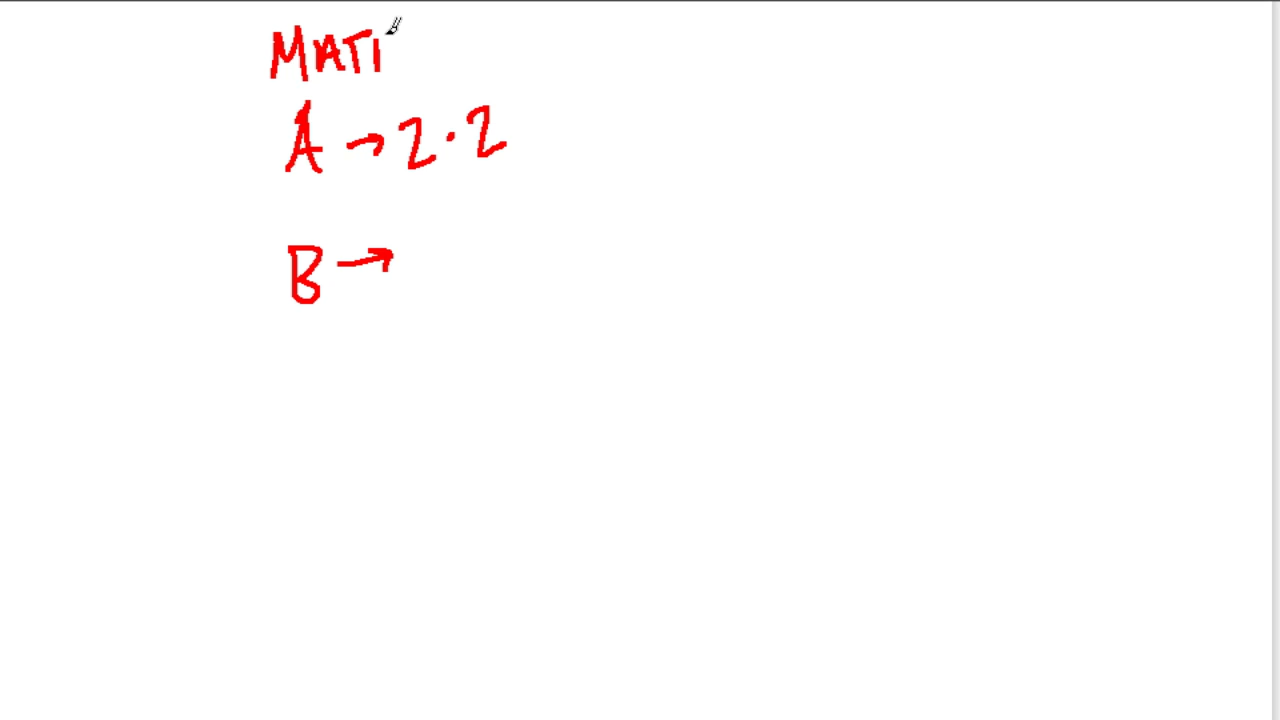 MATI
A → 2·2
B →